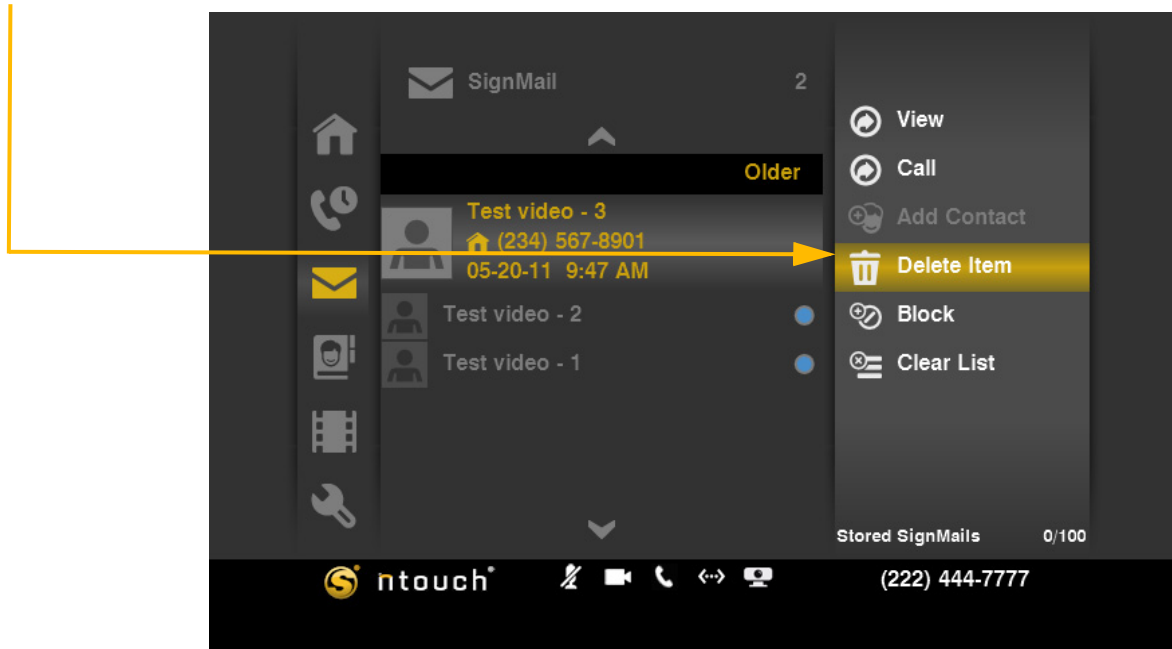 SignMail 2
Older
Test video - 3
(234) 567-8901
05-20-11 9:47 AM
Test video - 2
Test video - 1
View
Call
Add Contact
Delete Item
Block
Clear List
Stored SignMails 0/100
ntouch
(222) 444-7777